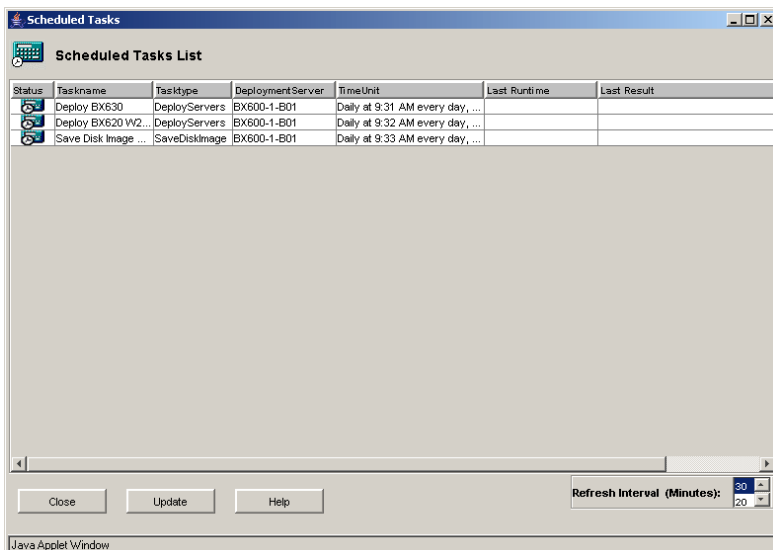 Scheduled Tasks
Scheduled Tasks List
Status Taskname Tasktype DeploymentServer TimeUnit Last Runtime Last Result
Deploy BX630 DeployServers BX600-1-B01 Daily at 9:31 AM every day, ...
Deploy BX620 W2... DeployServers BX600-1-B01 Daily at 9:32 AM every day, ...
Save Disk Image ... SaveDiskImage BX600-1-B01 Daily at 9:33 AM every day, ...
Close Update Help Refresh Interval (Minutes): 30
20
Java Applet Window